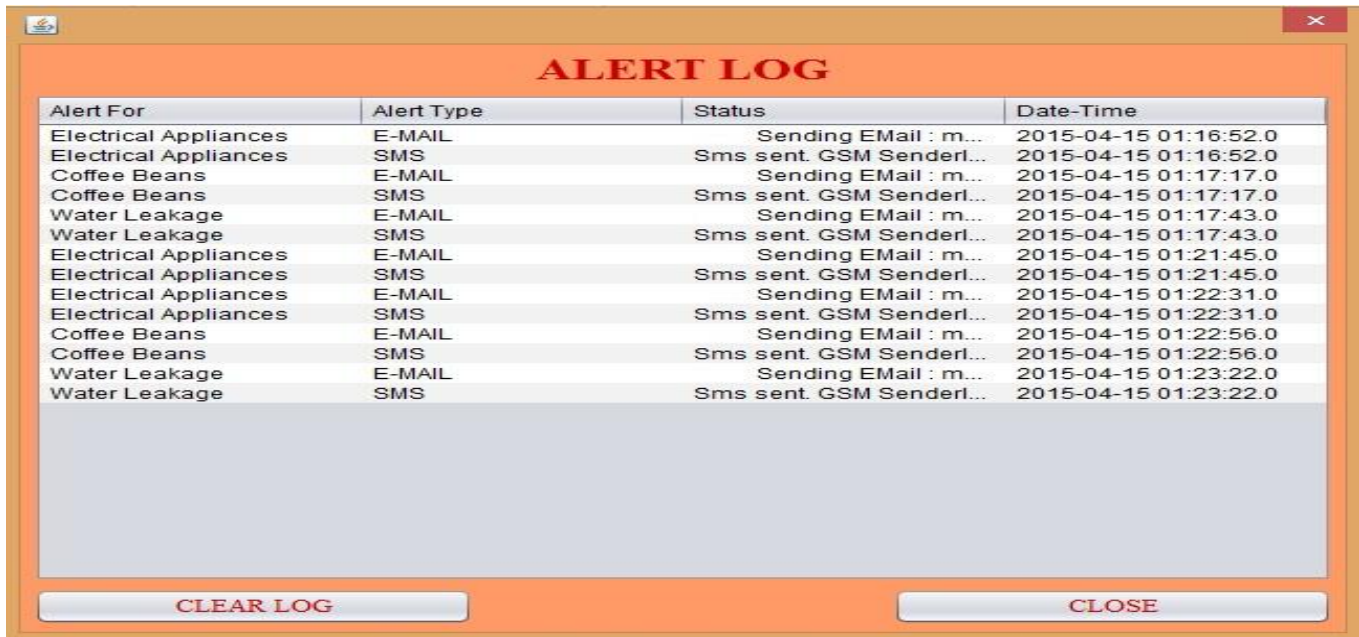 ALERT LOG
Alert For Alert Type Status Date-Time
Electrical Appliances E-MAIL Sending EMail : m... 2015-04-15 01:16:52.0
Electrical Appliances SMS Sms sent. GSM SenderI... 2015-04-15 01:16:52.0
Coffee Beans E-MAIL Sending EMail : m... 2015-04-15 01:17:17.0
Coffee Beans SMS Sms sent. GSM SenderI... 2015-04-15 01:17:17.0
Water Leakage E-MAIL Sending EMail : m... 2015-04-15 01:17:43.0
Water Leakage SMS Sms sent. GSM SenderI... 2015-04-15 01:17:43.0
Electrical Appliances E-MAIL Sending EMail : m... 2015-04-15 01:21:45.0
Electrical Appliances SMS Sms sent. GSM SenderI... 2015-04-15 01:21:45.0
Electrical Appliances E-MAIL Sending EMail : m... 2015-04-15 01:22:31.0
Electrical Appliances SMS Sms sent. GSM SenderI... 2015-04-15 01:22:31.0
Coffee Beans E-MAIL Sending EMail : m... 2015-04-15 01:22:56.0
Coffee Beans SMS Sms sent. GSM SenderI... 2015-04-15 01:22:56.0
Water Leakage E-MAIL Sending EMail : m... 2015-04-15 01:23:22.0
Water Leakage SMS Sms sent. GSM SenderI... 2015-04-15 01:23:22.0
CLEAR LOG CLOSE